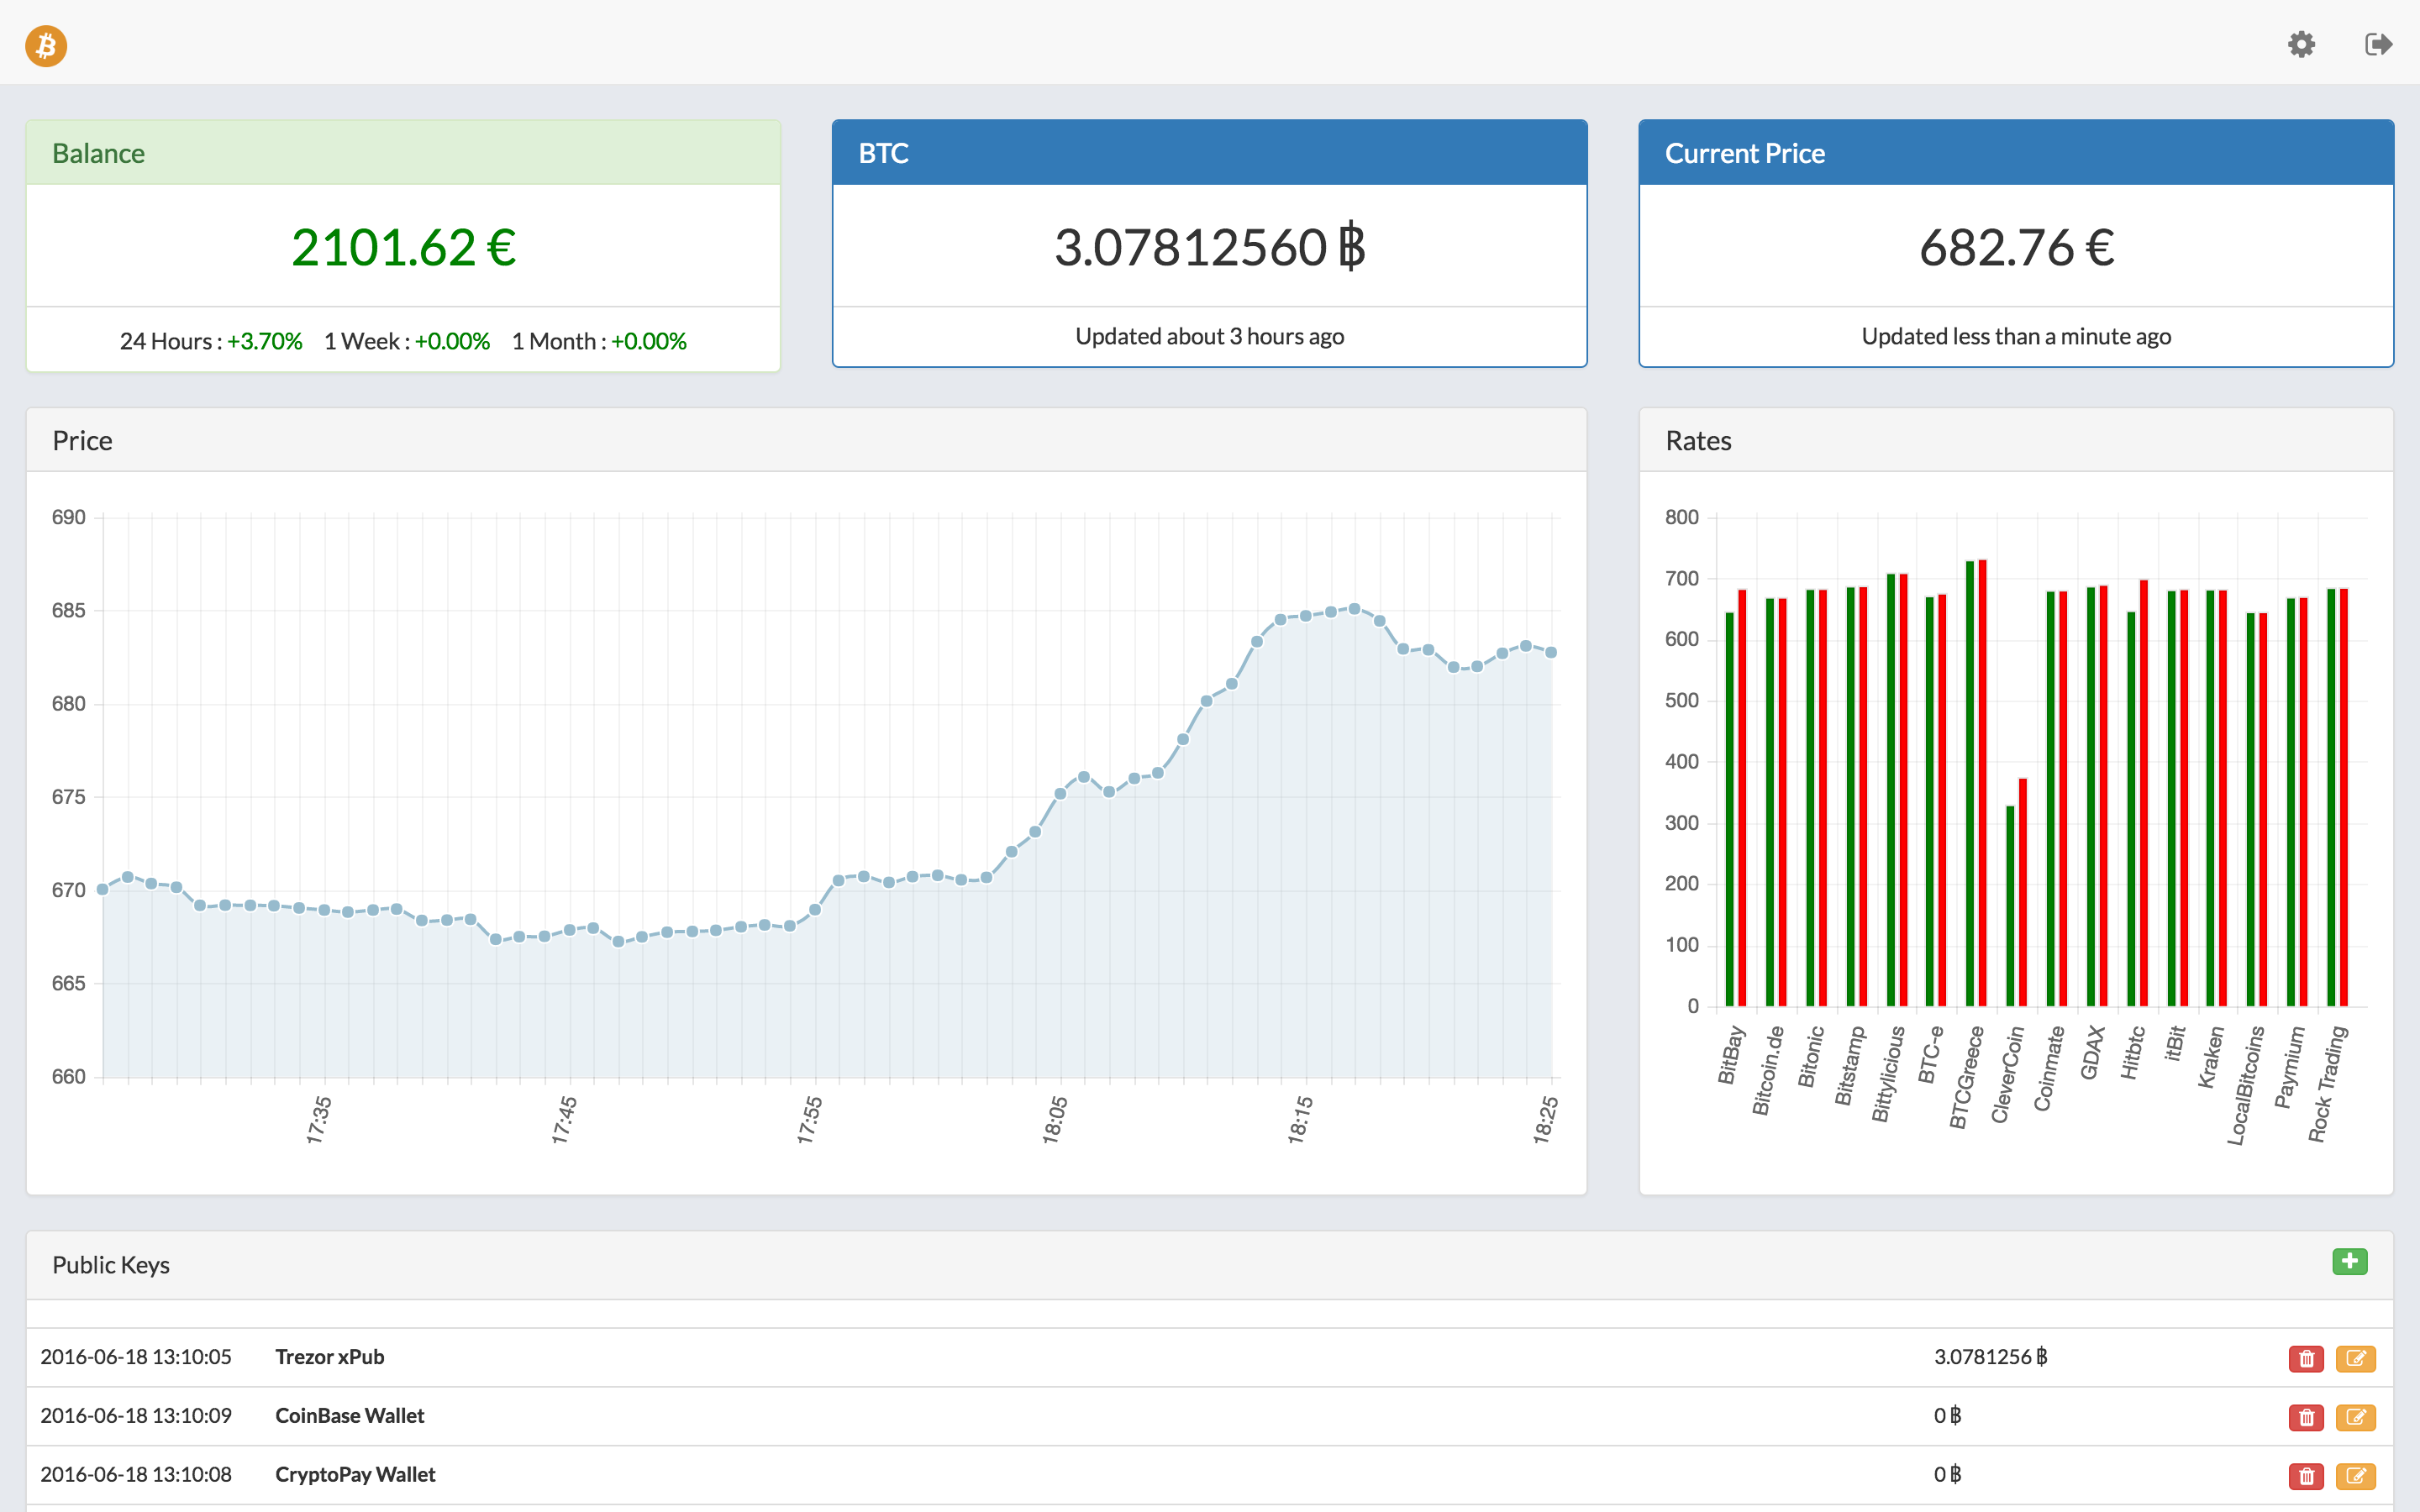 Balance
2101.62 €
24 Hours : +3.70% 1 Week : +0.00% 1 Month : +0.00%
BTC
3.07812560 ฿
Updated about 3 hours ago
Current Price
682.76 €
Updated less than a minute ago
Price
690
685
680
675
670
665
660
17:35
17:45
17:55
18:05
18:15
18:25
Rates
800
700
600
500
400
300
200
100
0
BitBay
Bitcoin.de
Bitonic
Bitstamp
Bittylicious
BTC-e
BTCGreece
CleverCoin
Coinmate
GDAX
Hitbtc
itBit
Kraken
LocalBitcoins
Paymium
Rock Trading
Public Keys
2016-06-18 13:10:05 Trezor xPub 3.0781256 ฿
2016-06-18 13:10:09 CoinBase Wallet 0 ฿
2016-06-18 13:10:08 CryptoPay Wallet 0 ฿